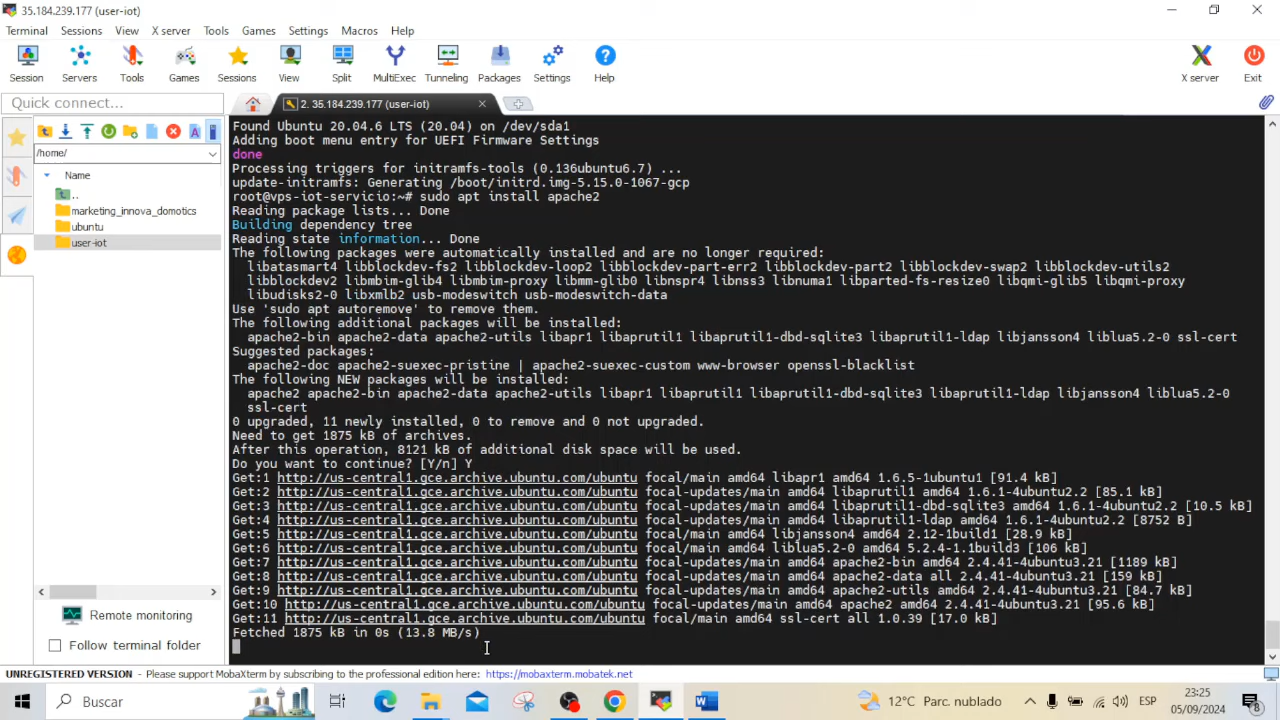 35.184.239.177 (user-iot)
Terminal Sessions View X server Tools Games Settings Macros Help
Session Servers Tools Games Sessions View Split MultiExec Tunneling Packages Settings Help X server Exit
Quick connect...
2. 35.184.239.177 (user-iot)
/home/
Name
..
marketing_innova_domotics
ubuntu
user-iot
Remote monitoring
Follow terminal folder
Found Ubuntu 20.04.6 LTS (20.04) on /dev/sda1
Adding boot menu entry for UEFI Firmware Settings
done
Processing triggers for initramfs-tools (0.136ubuntu6.7) ...
update-initramfs: Generating /boot/initrd.img-5.15.0-1067-gcp
root@vps-iot-servicio:~# sudo apt install apache2
Reading package lists... Done
Building dependency tree
Reading state information... Done
The following packages were automatically installed and are no longer required:
libatasmart4 libblockdev-fs2 libblockdev-loop2 libblockdev-part-err2 libblockdev-part2 libblockdev-swap2 libblockdev-utils2
libblockdev2 libmbim-glib4 libmbim-proxy libmm-glib0 libnspr4 libnss3 libnuma1 libparted-fs-resize0 libqmi-glib5 libqmi-proxy
libudisks2-0 libxmlb2 usb-modeswitch usb-modeswitch-data
Use 'sudo apt autoremove' to remove them.
The following additional packages will be installed:
apache2-bin apache2-data apache2-utils libapr1 libaprutil1 libaprutil1-dbd-sqlite3 libaprutil1-ldap libjansson4 liblua5.2-0 ssl-cert
Suggested packages:
apache2-doc apache2-suexec-pristine | apache2-suexec-custom www-browser openssl-blacklist
The following NEW packages will be installed:
apache2 apache2-bin apache2-data apache2-utils libapr1 libaprutil1 libaprutil1-dbd-sqlite3 libaprutil1-ldap libjansson4 liblua5.2-0
ssl-cert
0 upgraded, 11 newly installed, 0 to remove and 0 not upgraded.
Need to get 1875 kB of archives.
After this operation, 8121 kB of additional disk space will be used.
Do you want to continue? [Y/n] Y
Get:1 http://us-central1.gce.archive.ubuntu.com/ubuntu focal/main amd64 libapr1 amd64 1.6.5-1ubuntu1 [91.4 kB]
Get:2 http://us-central1.gce.archive.ubuntu.com/ubuntu focal-updates/main amd64 libaprutil1 amd64 1.6.1-4ubuntu2.2 [85.1 kB]
Get:3 http://us-central1.gce.archive.ubuntu.com/ubuntu focal-updates/main amd64 libaprutil1-dbd-sqlite3 amd64 1.6.1-4ubuntu2.2 [10.5 kB]
Get:4 http://us-central1.gce.archive.ubuntu.com/ubuntu focal-updates/main amd64 libaprutil1-ldap amd64 1.6.1-4ubuntu2.2 [8752 B]
Get:5 http://us-central1.gce.archive.ubuntu.com/ubuntu focal/main amd64 libjansson4 amd64 2.12-1build1 [28.9 kB]
Get:6 http://us-central1.gce.archive.ubuntu.com/ubuntu focal/main amd64 liblua5.2-0 amd64 5.2.4-1.1build3 [106 kB]
Get:7 http://us-central1.gce.archive.ubuntu.com/ubuntu focal-updates/main amd64 apache2-bin amd64 2.4.41-4ubuntu3.21 [1189 kB]
Get:8 http://us-central1.gce.archive.ubuntu.com/ubuntu focal-updates/main amd64 apache2-data all 2.4.41-4ubuntu3.21 [159 kB]
Get:9 http://us-central1.gce.archive.ubuntu.com/ubuntu focal-updates/main amd64 apache2-utils amd64 2.4.41-4ubuntu3.21 [84.7 kB]
Get:10 http://us-central1.gce.archive.ubuntu.com/ubuntu focal-updates/main amd64 apache2 amd64 2.4.41-4ubuntu3.21 [95.6 kB]
Get:11 http://us-central1.gce.archive.ubuntu.com/ubuntu focal/main amd64 ssl-cert all 1.0.39 [17.0 kB]
Fetched 1875 kB in 0s (13.8 MB/s)
UNREGISTERED VERSION - Please support MobaXterm by subscribing to the professional edition here: https://mobaxterm.mobatek.net
Buscar
12°C Parc. nublado
ESP
23:25
05/09/2024
8